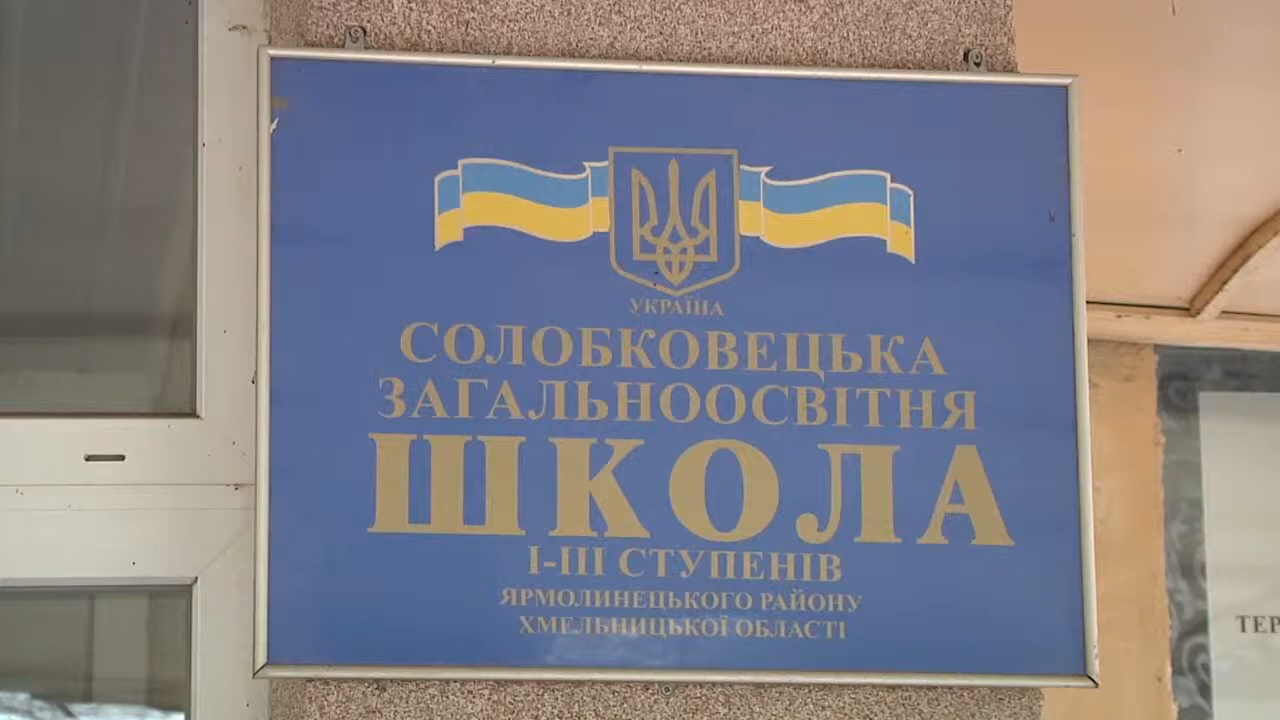 УКРАЇНА
СОЛОБКОВЕЦЬКА
ЗАГАЛЬНООСВІТНЯ
ШКОЛА
І-ІІІ СТУПЕНІВ
ЯРМОЛИНЕЦЬКОГО РАЙОНУ
ХМЕЛЬНИЦЬКОЇ ОБЛАСТІ